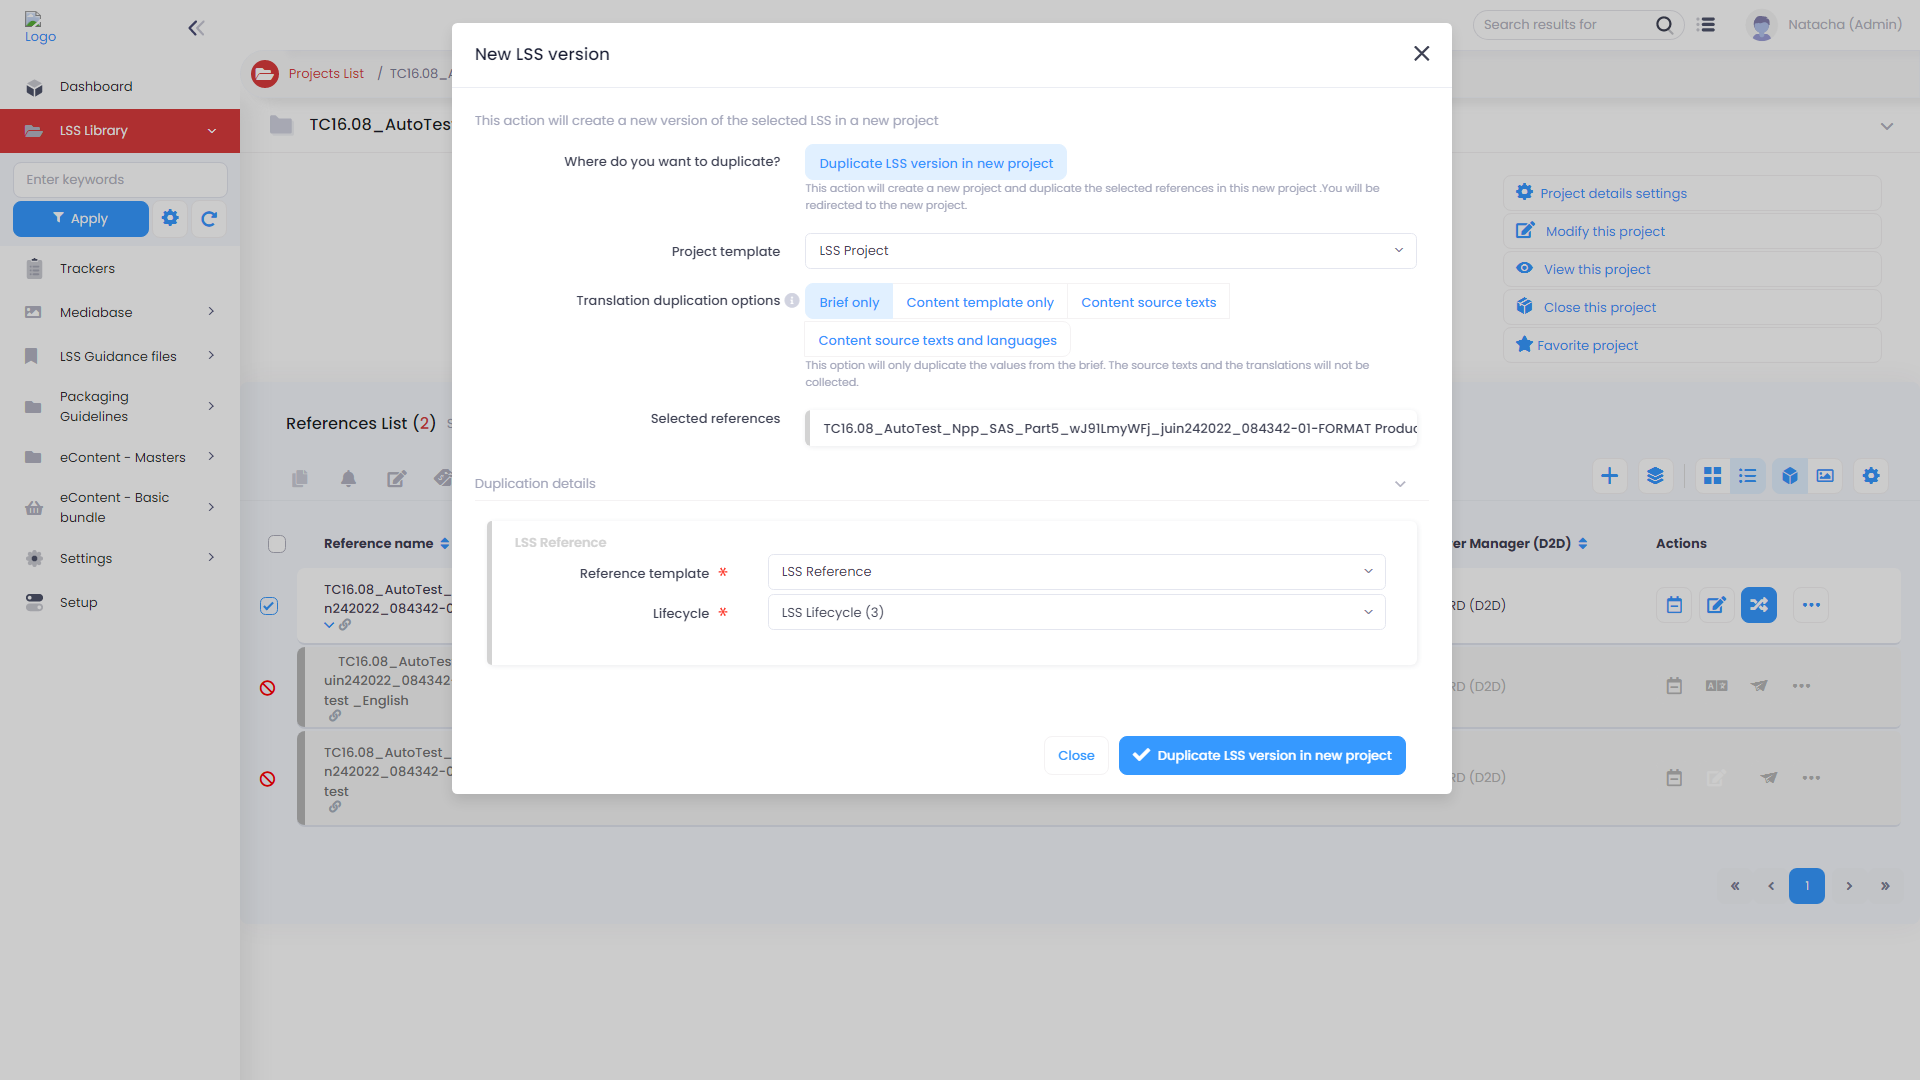 Logo
Dashboard
LSS Library
Enter keywords
Apply
Trackers
Mediabase
LSS Guidance files
Packaging
Guidelines
eContent - Masters
eContent - Basic
bundle
Settings
Setup
Search results for
Natacha (Admin)
Projects List / TC16.08_A
TC16.08_AutoTes
Project details settings
Modify this project
View this project
Close this project
Favorite project
References List (2)
Reference name
er Manager (D2D)
Actions
TC16.08_AutoTest_
n242022_084342-0
RD (D2D)
TC16.08_AutoTes
uin242022_084342
test _English
RD (D2D)
TC16.08_AutoTest_
n242022_084342-0
test
RD (D2D)
1
New LSS version
This action will create a new version of the selected LSS in a new project
Where do you want to duplicate?
Duplicate LSS version in new project
This action will create a new project and duplicate the selected references in this new project .You will be
redirected to the new project.
Project template
LSS Project
Translation duplication options
Brief only
Content template only
Content source texts
Content source texts and languages
This option will only duplicate the values from the brief. The source texts and the translations will not be
collected.
Selected references
TC16.08_AutoTest_Npp_SAS_Part5_wJ91LmyWFj_juin242022_084342-01-FORMAT Produc
Duplication details
LSS Reference
Reference template *
LSS Reference
Lifecycle *
LSS Lifecycle (3)
Close
Duplicate LSS version in new project